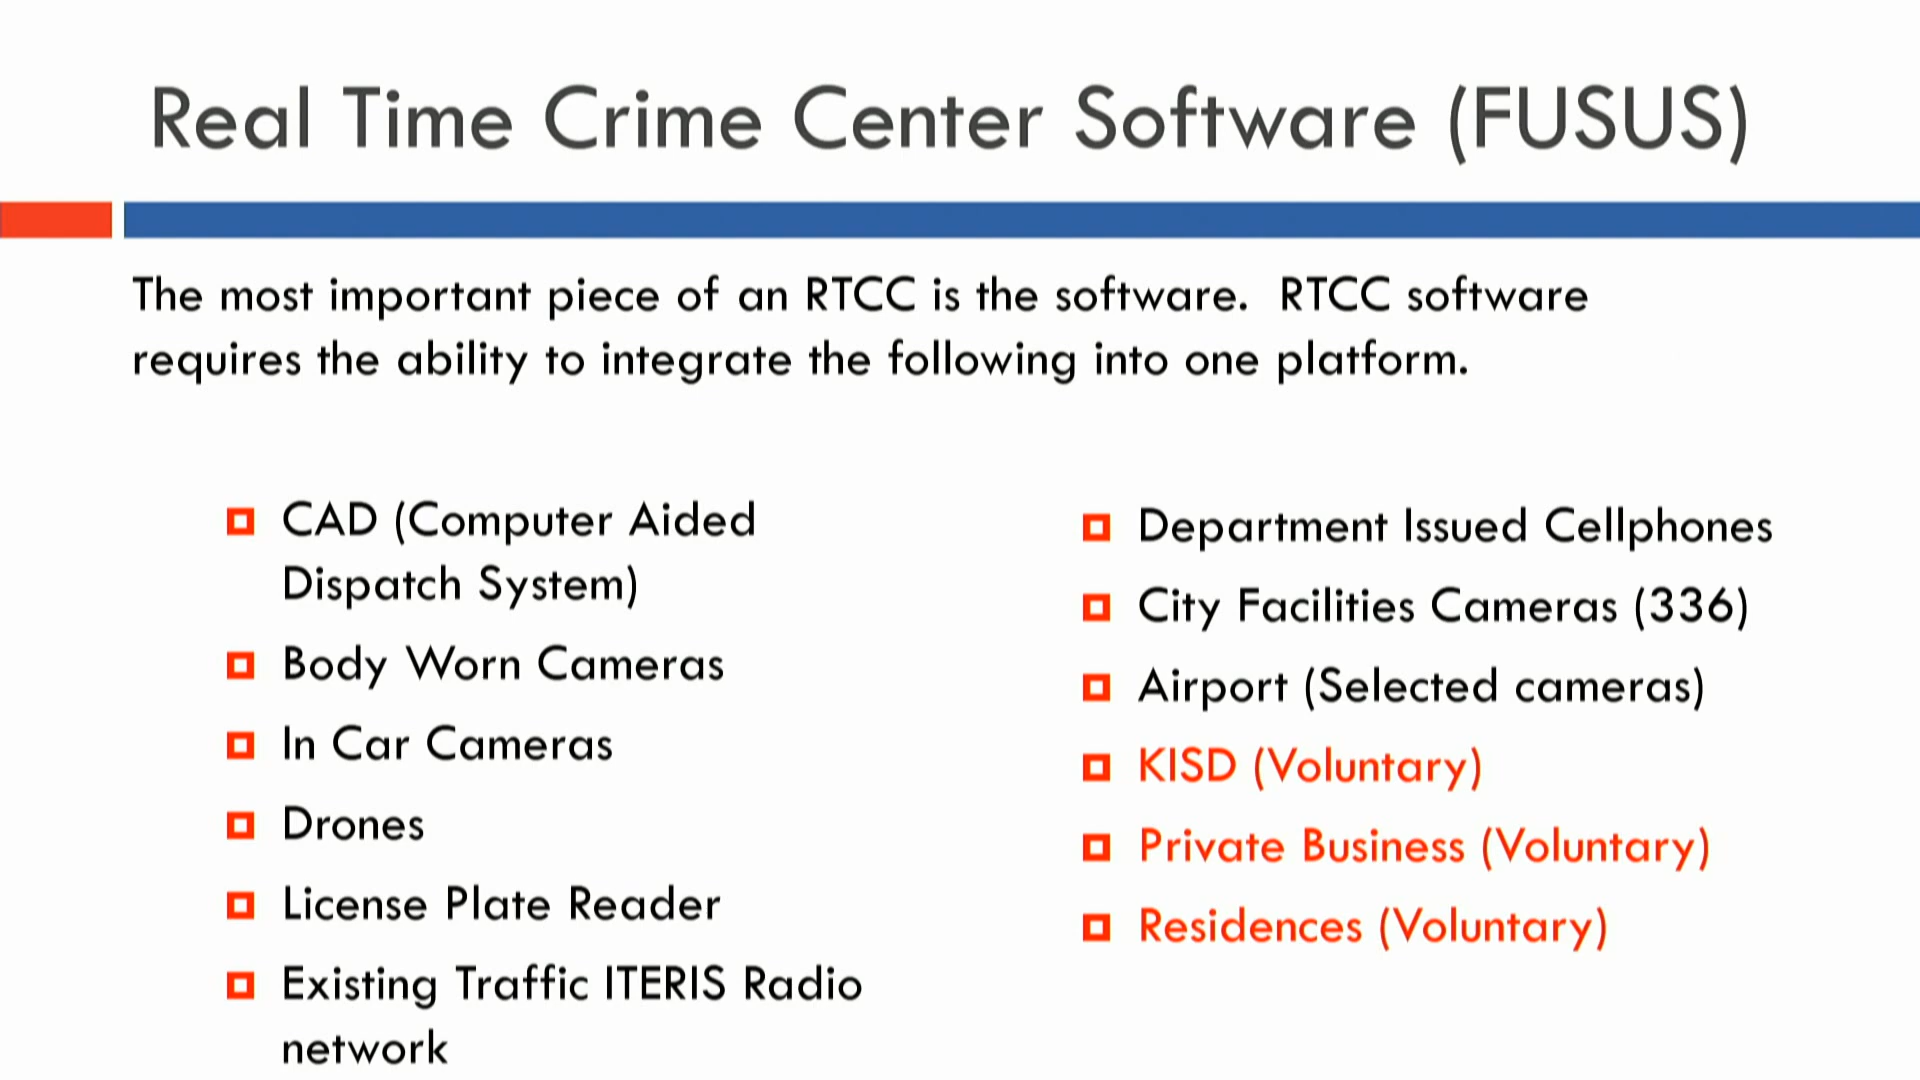 Real Time Crime Center Software (FUSUS)
The most important piece of an RTCC is the software.  RTCC software
requires the ability to integrate the following into one platform.
CAD (Computer Aided
Dispatch System)
Body Worn Cameras
In Car Cameras
Drones
License Plate Reader
Existing Traffic ITERIS Radio
network
Department Issued Cellphones
City Facilities Cameras (336)
Airport (Selected cameras)
KISD (Voluntary)
Private Business (Voluntary)
Residences (Voluntary)